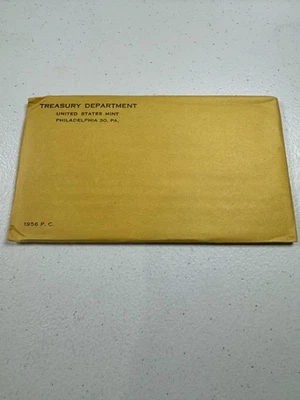 TREASURY DEPARTMENT
UNITED STATES MINT
PHILADELPHIA 30, PA.
1956 P. C.